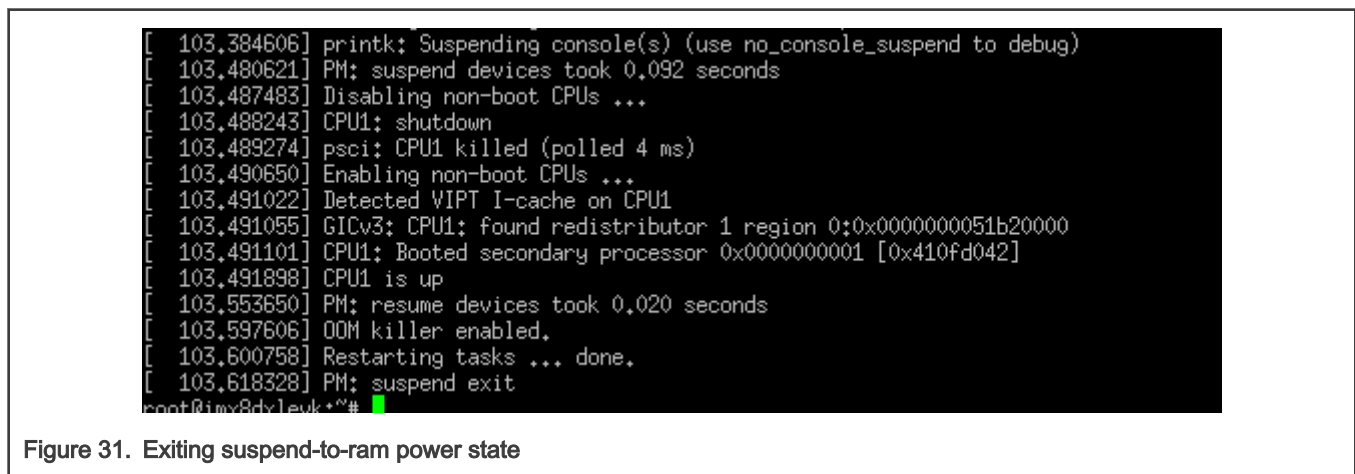 [  103.384606] printk: Suspending console(s) (use no_console_suspend to debug)
[  103.480621] PM: suspend devices took 0.092 seconds
[  103.487483] Disabling non-boot CPUs ...
[  103.488243] CPU1: shutdown
[  103.489274] psci: CPU1 killed (polled 4 ms)
[  103.490650] Enabling non-boot CPUs ...
[  103.491022] Detected VIPT I-cache on CPU1
[  103.491055] GICv3: CPU1: found redistributor 1 region 0:0x0000000051b20000
[  103.491101] CPU1: Booted secondary processor 0x0000000001 [0x410fd042]
[  103.491898] CPU1 is up
[  103.553650] PM: resume devices took 0.020 seconds
[  103.597606] OOM killer enabled.
[  103.600758] Restarting tasks ... done.
[  103.618328] PM: suspend exit
root@imx8dxlevk:~#
Figure 31. Exiting suspend-to-ram power state